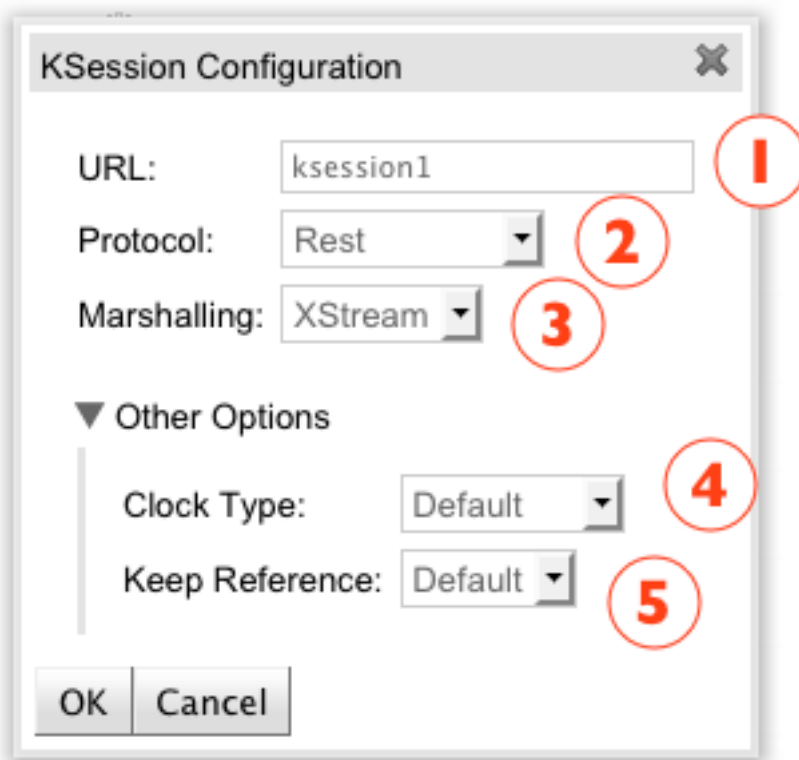 KSession Configuration
URL: ksession1 1
Protocol: Rest 2
Marshalling: XStream 3
Other Options
Clock Type: Default 4
Keep Reference: Default 5
OK Cancel